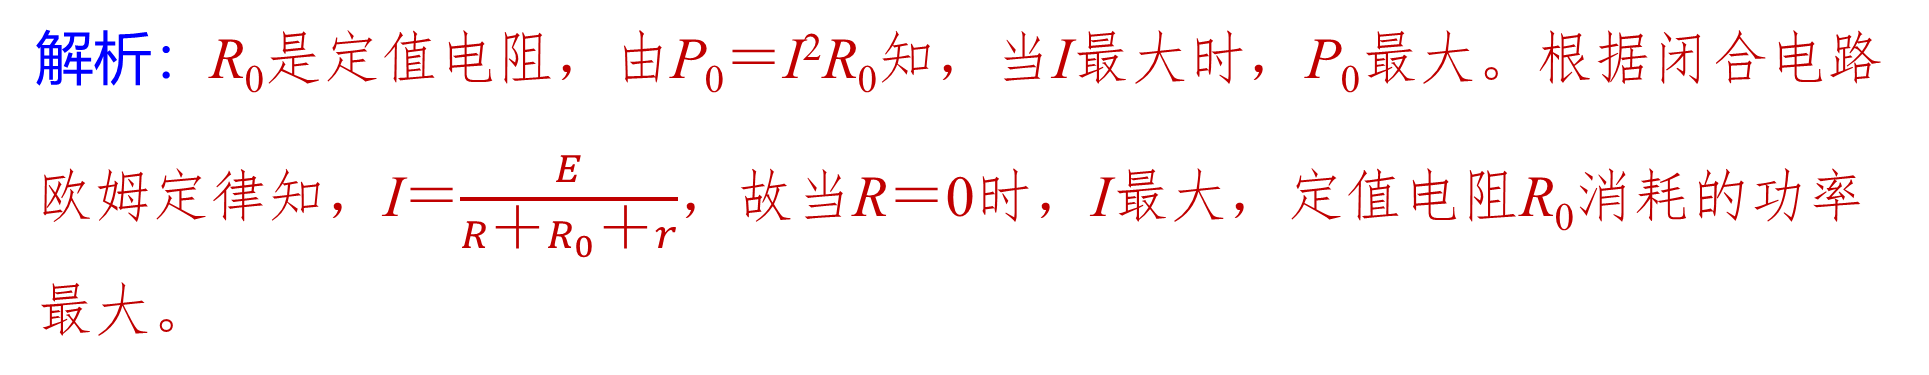 解析：R₀是定值电阻，由P₀＝I²R₀知，当I最大时，P₀最大。根据闭合电路
欧姆定律知，I＝E/(R＋R₀＋r)，故当R＝0时，I最大，定值电阻R₀消耗的功率
最大。